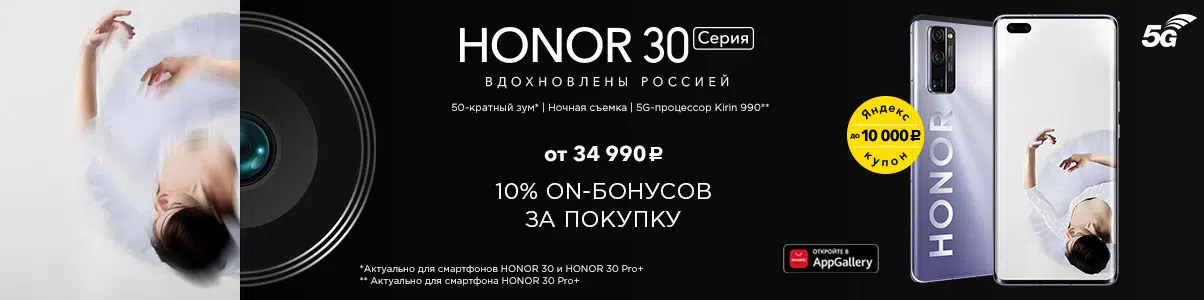 HONOR 30 Серия
ВДОХНОВЛЕНЫ РОССИЕЙ
50-кратный зум* | Ночная съемка | 5G-процессор Kirin 990**
от 34 990 ₽
10% ON-БОНУСОВ
ЗА ПОКУПКУ
*Актуально для смартфонов HONOR 30 и HONOR 30 Pro+
** Актуально для смартфона HONOR 30 Pro+
ОТКРОЙТЕ В
AppGallery
HUAWEI
Яндекс
до 10 000 ₽
купон
HONOR
5G